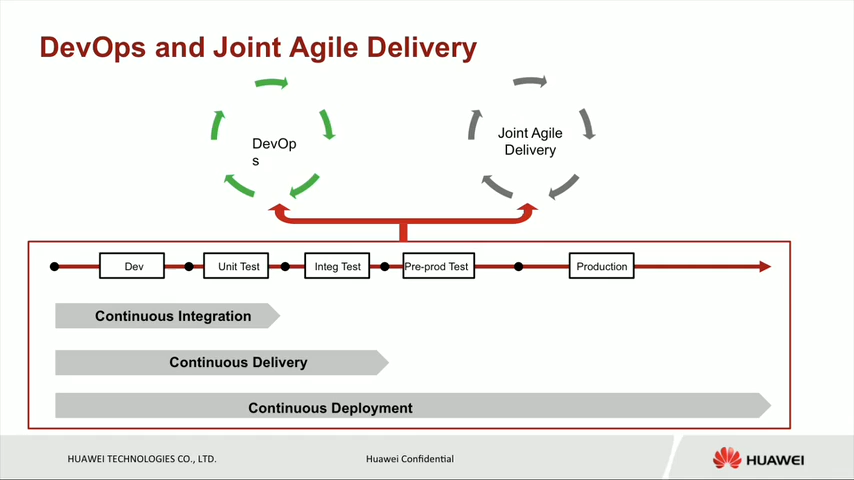 DevOps and Joint Agile Delivery
DevOp
s
Joint Agile
Delivery
Dev
Unit Test
Integ Test
Pre-prod Test
Production
Continuous Integration
Continuous Delivery
Continuous Deployment
HUAWEI TECHNOLOGIES CO., LTD.
Huawei Confidential
HUAWEI